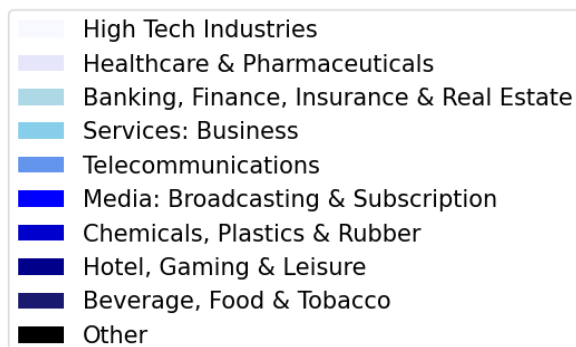 High Tech Industries
Healthcare & Pharmaceuticals
Banking, Finance, Insurance & Real Estate
Services: Business
Telecommunications
Media: Broadcasting & Subscription
Chemicals, Plastics & Rubber
Hotel, Gaming & Leisure
Beverage, Food & Tobacco
Other